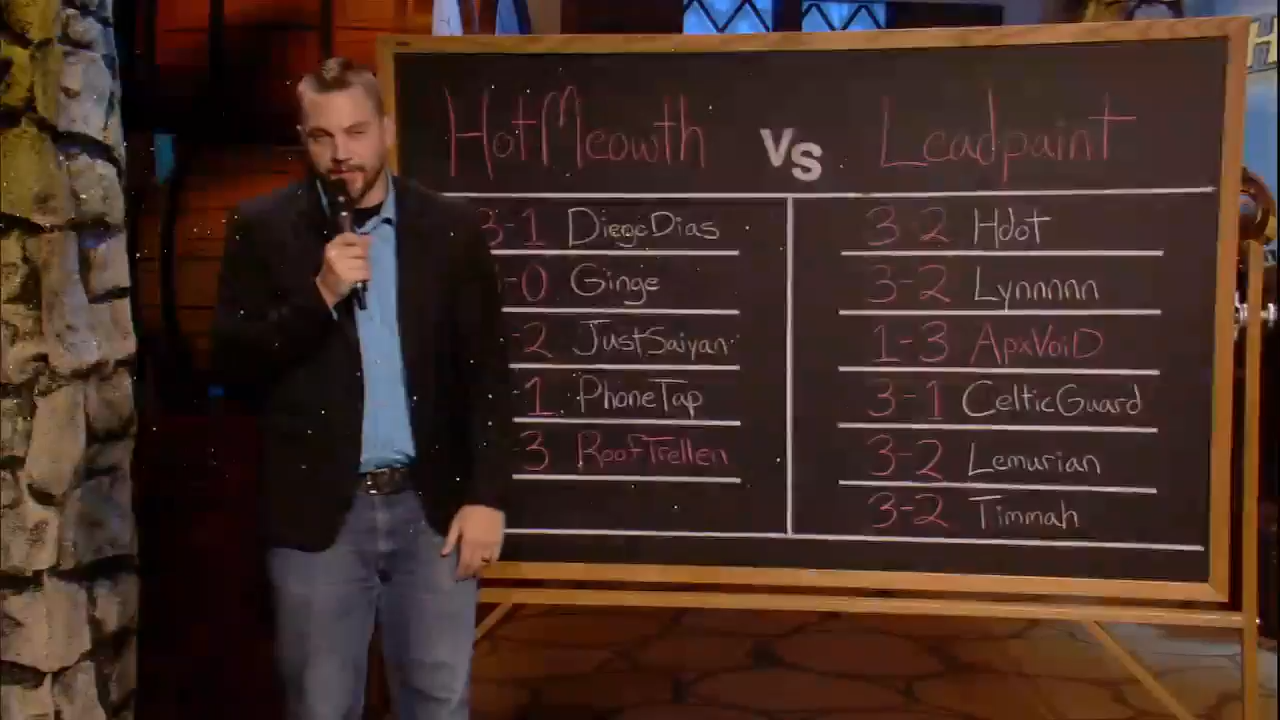 HotMeowth vs Leadpaint
3-1 DiegoDias
-0 Ginge
-2 JustSaiyan
-1 PhoneTap
-3 RoofTrellen
3-2 Hdot
3-2 Lynnnnn
1-3 ApxVoiD
3-1 CelticGuard
3-2 Lemurian
3-2 Timmah
H